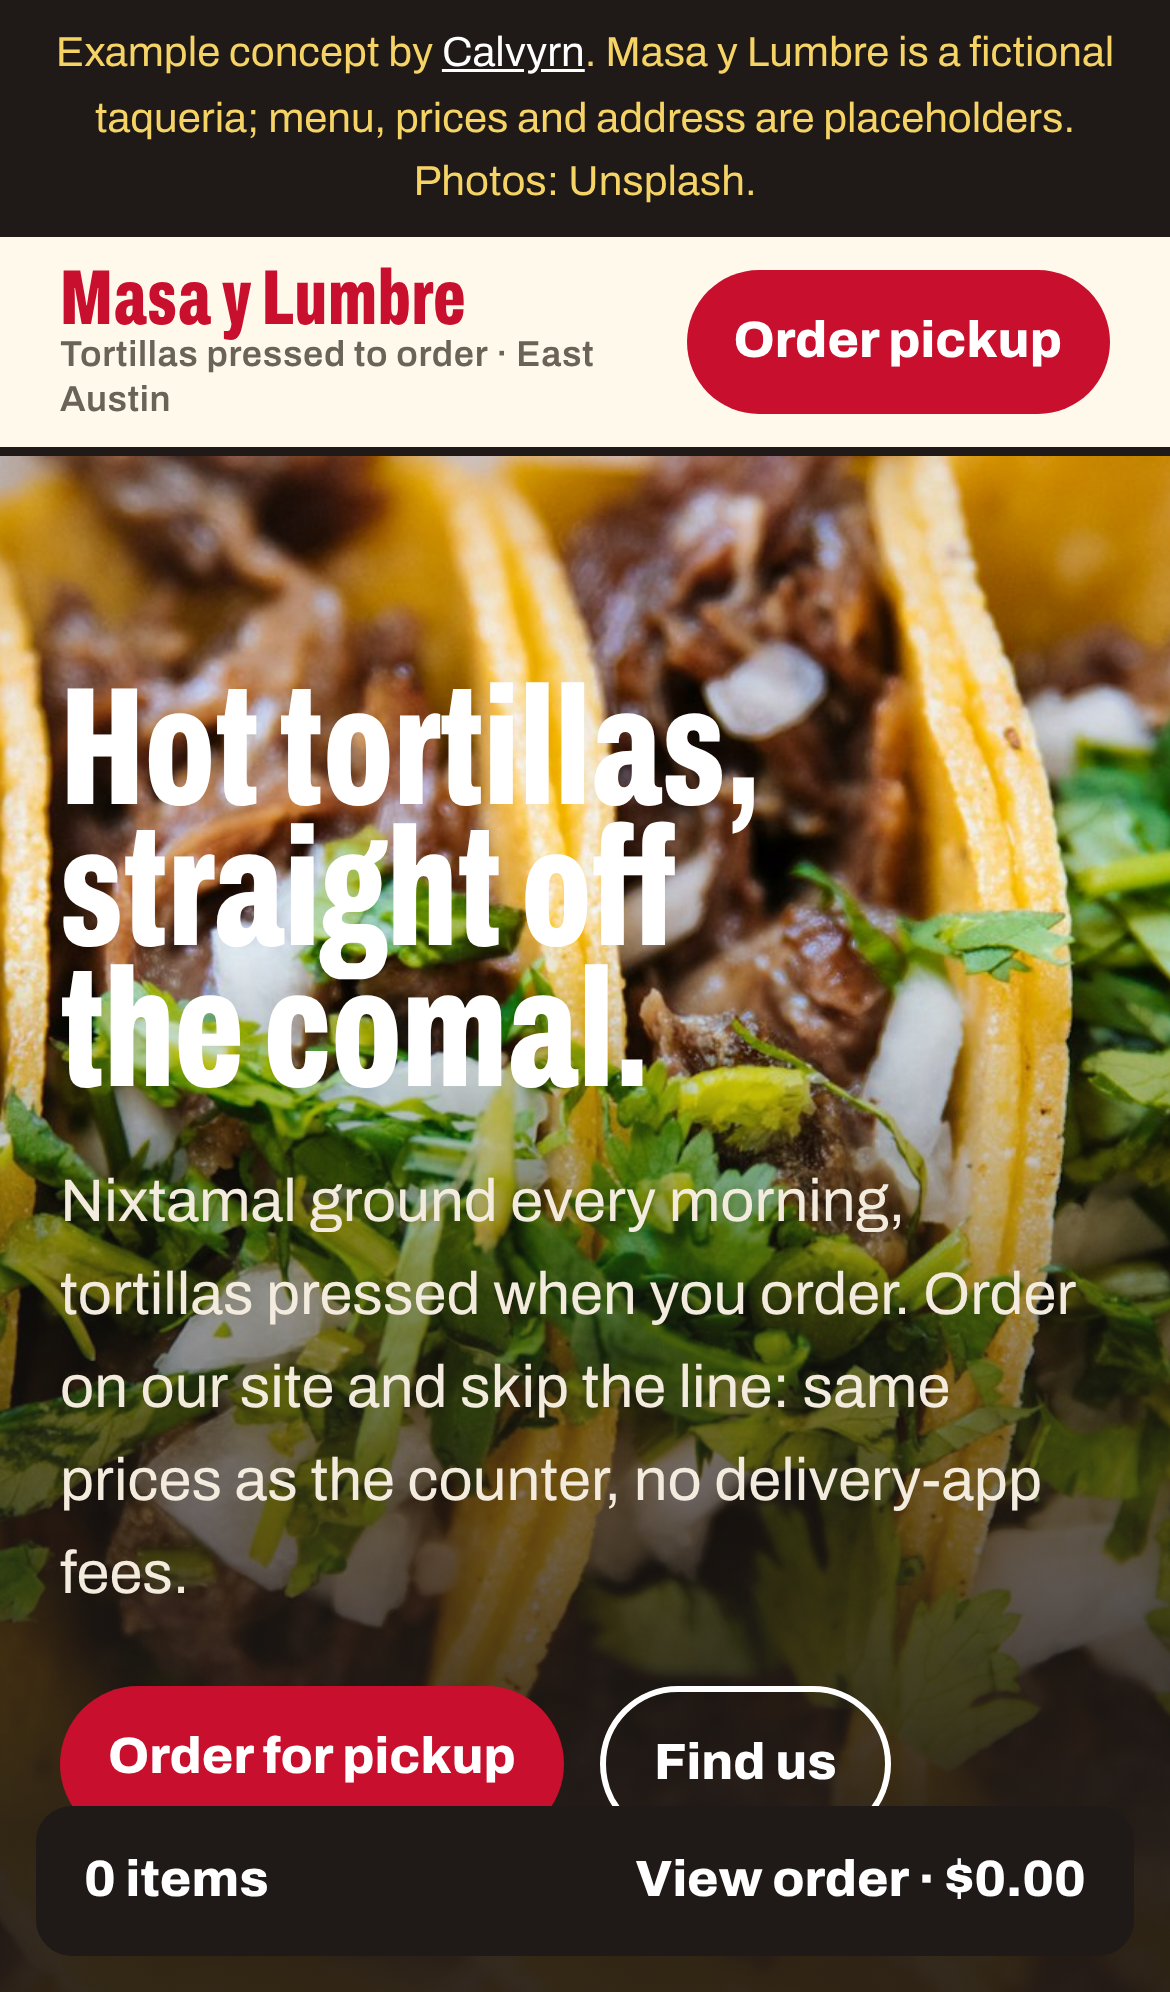 Example concept by Calvyrn. Masa y Lumbre is a fictional
taqueria; menu, prices and address are placeholders.
Photos: Unsplash.
Masa y Lumbre
Tortillas pressed to order · East
Austin
Order pickup
Hot tortillas,
straight off
the comal.
Nixtamal ground every morning,
tortillas pressed when you order. Order
on our site and skip the line: same
prices as the counter, no delivery-app
fees.
Order for pickup
Find us
0 items
View order · $0.00